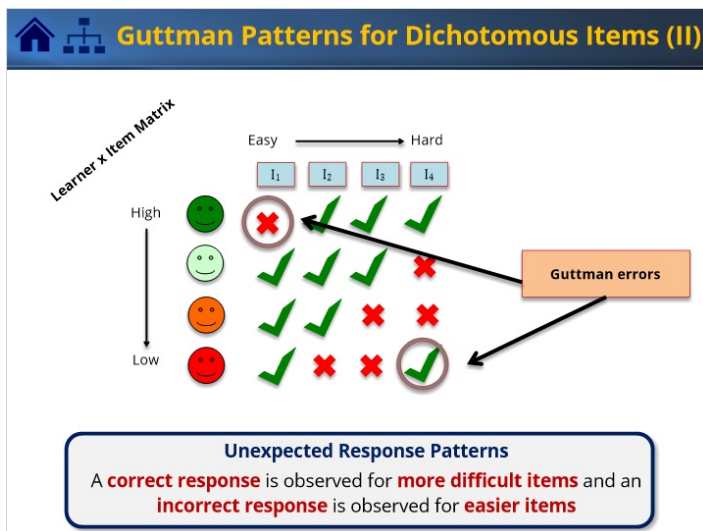 Guttman Patterns for Dichotomous Items (II)
Learner x Item Matrix
Easy
Hard
I₁
I₂
I₃
I₄
High
Low
Guttman errors
Unexpected Response Patterns
A correct response is observed for more difficult items and an
incorrect response is observed for easier items